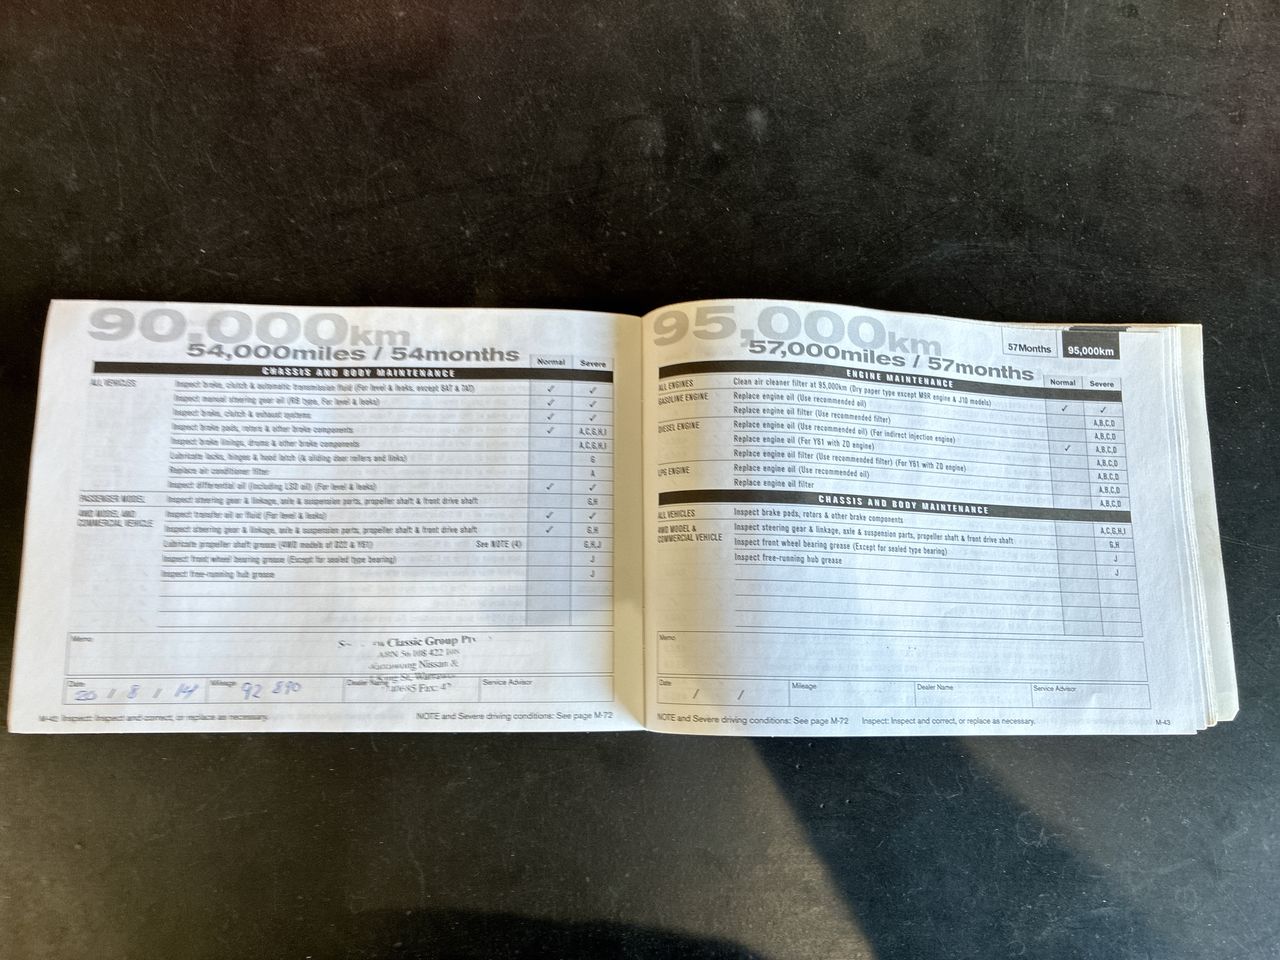 90,000km
54,000miles / 54months
Normal Severe
CHASSIS AND BODY MAINTENANCE
ALL VEHICLES Inspect brake, clutch & automatic transmission fluid (For level & leaks, except SAT & 7AT) ✓ ✓
Inspect manual steering gear oil (RB type, For level & leaks) ✓ ✓
Inspect brake, clutch & exhaust systems ✓ ✓
Inspect brake pads, rotors & other brake components ✓ A,C,G,H,I
Inspect brake linings, drums & other brake components A,C,G,H,I
Lubricate locks, hinges & hood latch (& sliding door rollers and links) G
Replace air conditioner filter A
Inspect differential oil (including LSD oil) (For level & leaks) ✓ ✓
PASSENGER MODEL Inspect steering gear & linkage, axle & suspension parts, propeller shaft & front drive shaft G,H
4WD MODEL AND COMMERCIAL VEHICLE Inspect transfer oil or fluid (For level & leaks) ✓ ✓
Inspect steering gear & linkage, axle & suspension parts, propeller shaft & front drive shaft ✓ G,H
Lubricate propeller shaft grease (4WD models of D22 & Y61) See NOTE (4) G,H,J
Inspect front wheel bearing grease (Except for sealed type bearing) J
Inspect free-running hub grease J
Memo
Classic Group
ABN 56 108 422
Nissan &
St,
Fax:
Date 20 / 8 / 14 Mileage 92 890 Dealer Name Service Advisor
M-42 Inspect: Inspect and correct, or replace as necessary. NOTE and Severe driving conditions: See page M-72
95,000km
57,000miles / 57months
57Months 95,000km
Normal Severe
ENGINE MAINTENANCE
ALL ENGINES Clean air cleaner filter at 95,000km (Dry paper type except M9R engine & J10 models)
GASOLINE ENGINE Replace engine oil (Use recommended oil) ✓ ✓
Replace engine oil filter (Use recommended filter) A,B,C,D
DIESEL ENGINE Replace engine oil (Use recommended oil) (For indirect injection engine) A,B,C,D
Replace engine oil (For Y61 with ZD engine) ✓ A,B,C,D
Replace engine oil filter (Use recommended filter) (For Y61 with ZD engine) A,B,C,D
LPG ENGINE Replace engine oil (Use recommended oil) A,B,C,D
Replace engine oil filter A,B,C,D
A,B,C,D
CHASSIS AND BODY MAINTENANCE
ALL VEHICLES Inspect brake pads, rotors & other brake components
4WD MODEL & COMMERCIAL VEHICLE Inspect steering gear & linkage, axle & suspension parts, propeller shaft & front drive shaft A,C,G,H,I
Inspect front wheel bearing grease (Except for sealed type bearing) G,H
Inspect free-running hub grease J
J
Memo
Date / / Mileage Dealer Name Service Advisor
NOTE and Severe driving conditions: See page M-72 Inspect: Inspect and correct, or replace as necessary. M-43